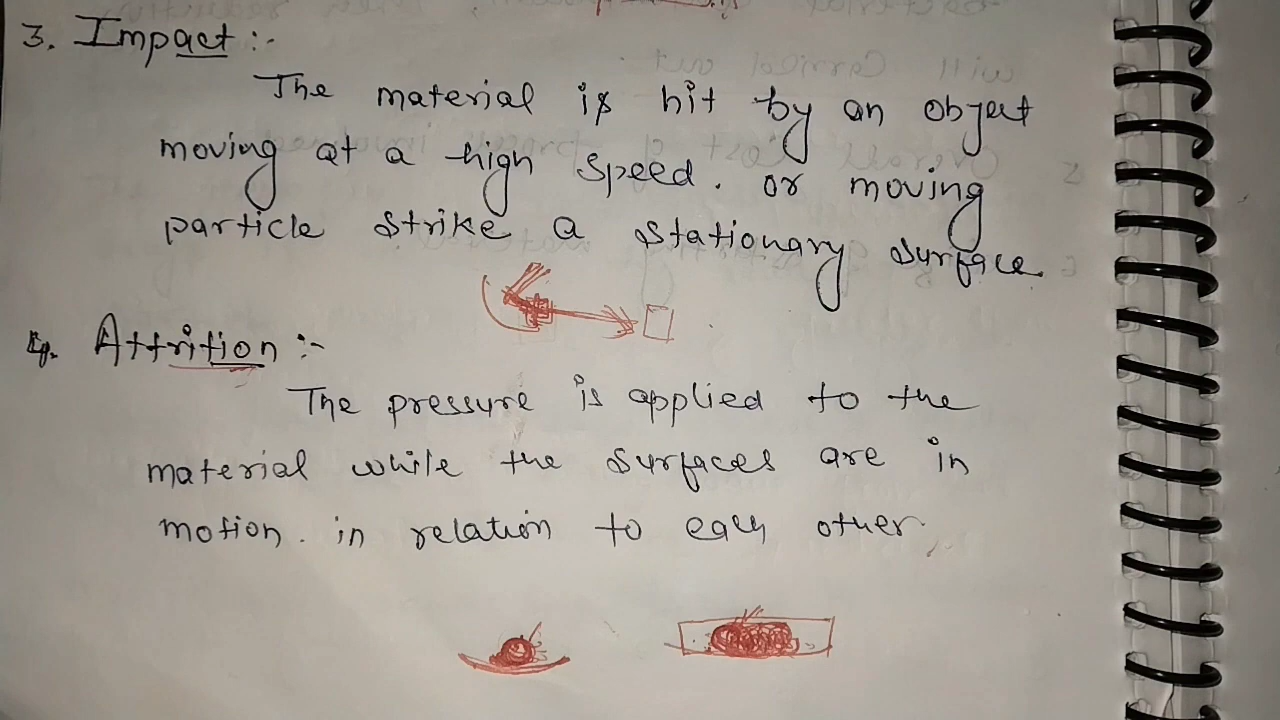 3. Impact :-
The material is hit by an object
moving at a high speed. or moving
particle strike a stationary surface.
4. Attrition :-
The pressure is applied to the
material while the surfaces are in
motion. in relation to each other.